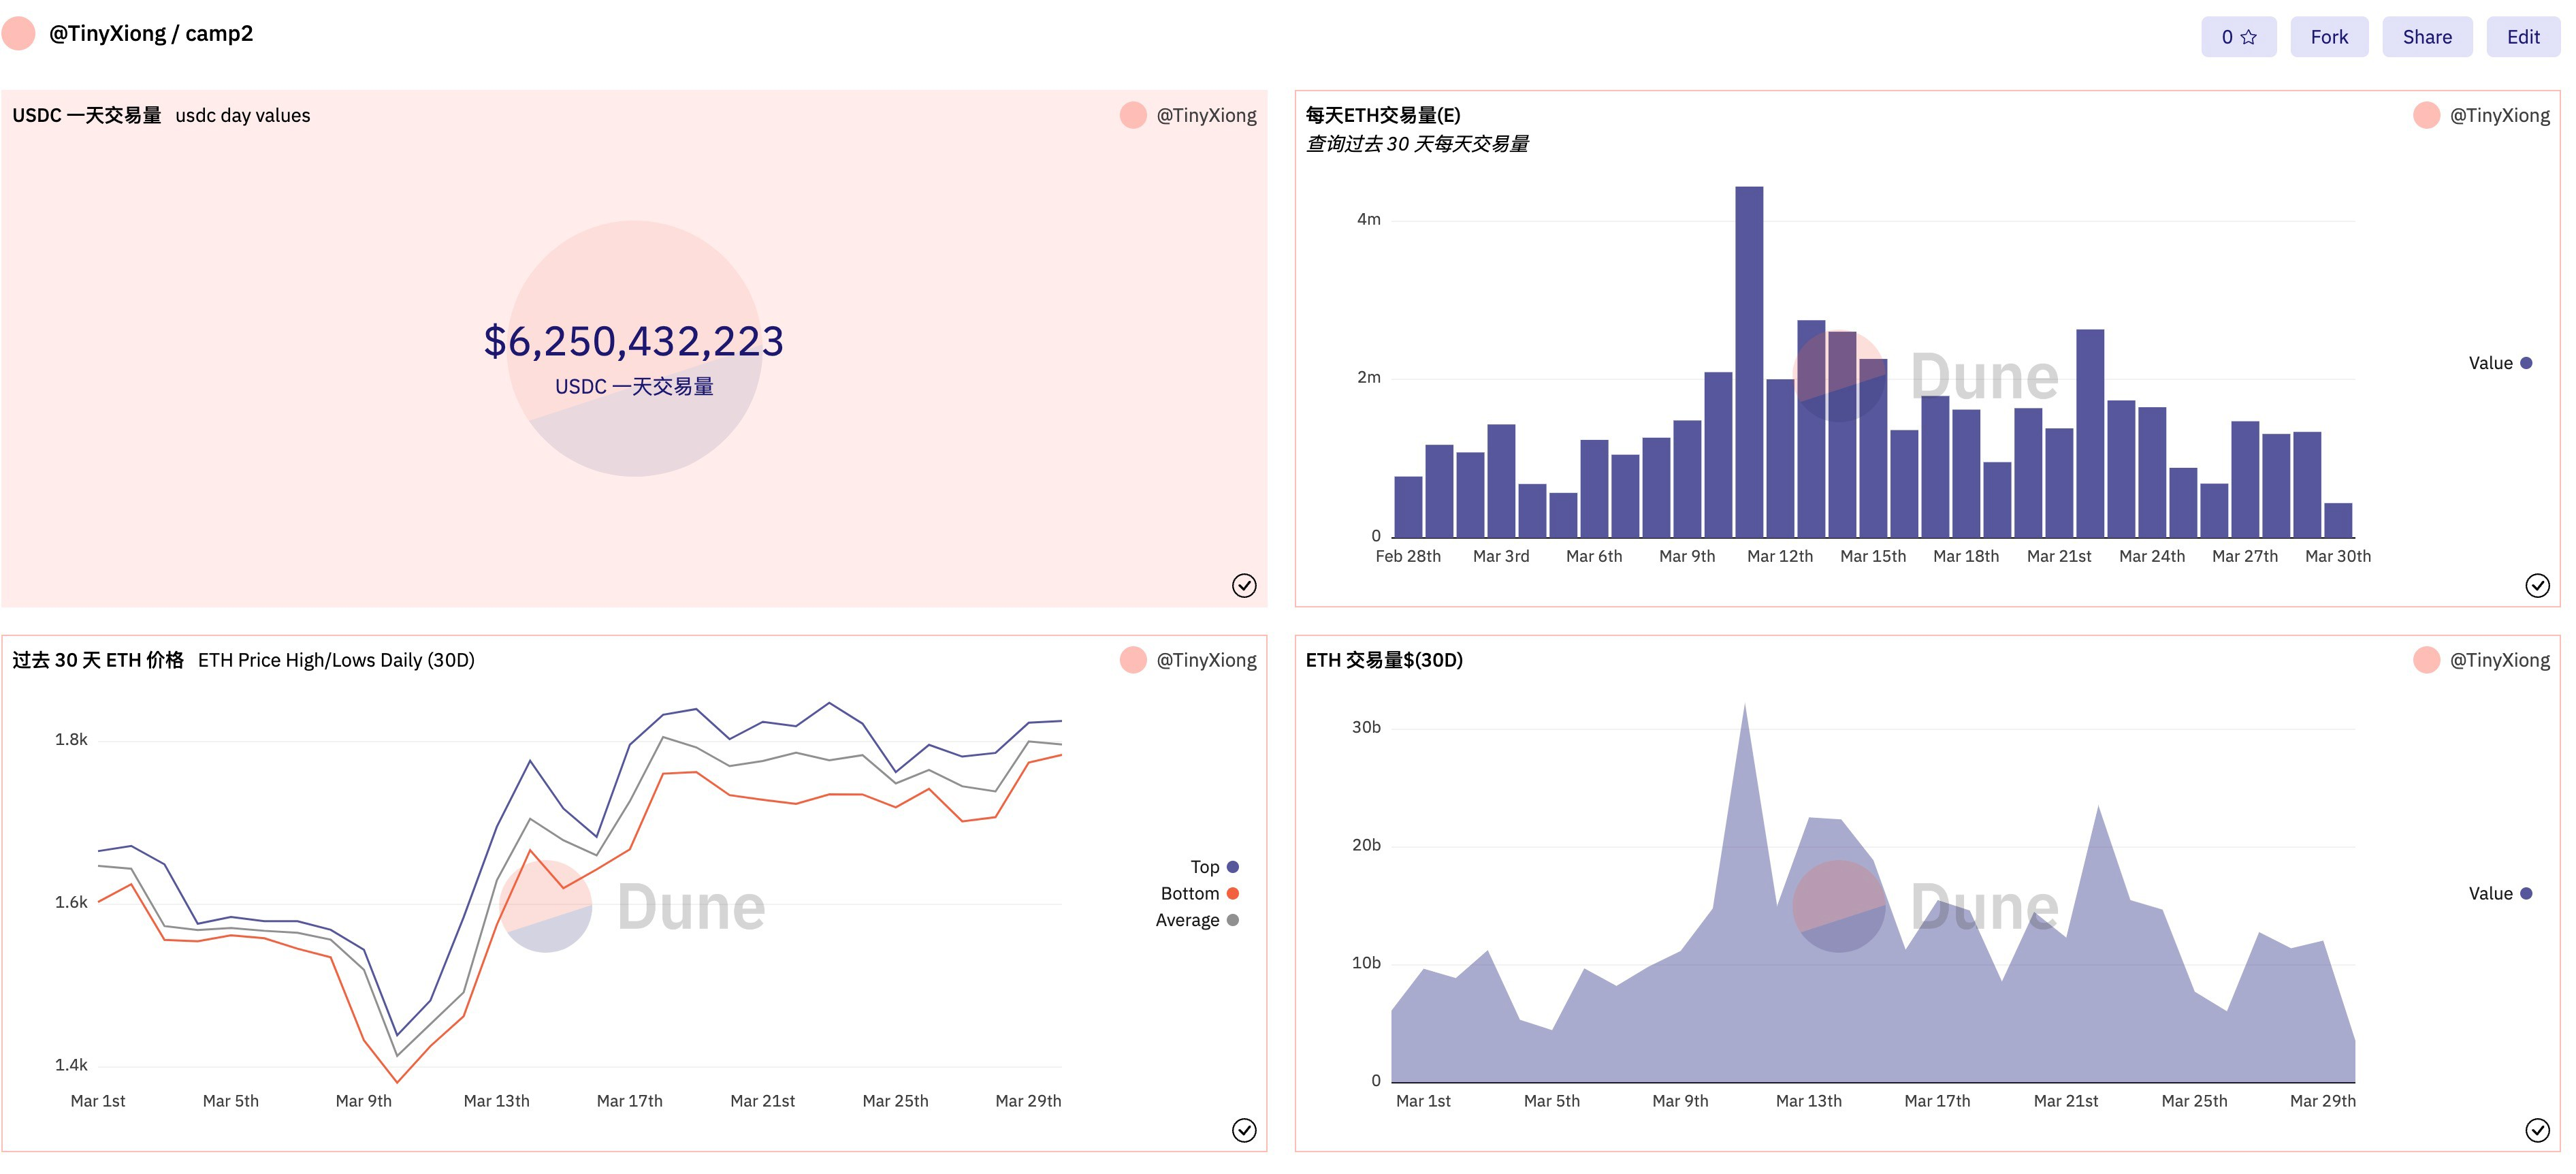 @TinyXiong / camp2
0
Fork
Share
Edit
USDC 一天交易量 usdc day values
@TinyXiong
$6,250,432,223
USDC 一天交易量
每天ETH交易量(E)
@TinyXiong
查询过去 30 天每天交易量
4m
2m
0
Feb 28th
Mar 3rd
Mar 6th
Mar 9th
Mar 12th
Mar 15th
Mar 18th
Mar 21st
Mar 24th
Mar 27th
Mar 30th
Value
Dune
过去 30 天 ETH 价格 ETH Price High/Lows Daily (30D)
@TinyXiong
1.8k
1.6k
1.4k
Mar 1st
Mar 5th
Mar 9th
Mar 13th
Mar 17th
Mar 21st
Mar 25th
Mar 29th
Top
Bottom
Average
Dune
ETH 交易量$(30D)
@TinyXiong
30b
20b
10b
0
Mar 1st
Mar 5th
Mar 9th
Mar 13th
Mar 17th
Mar 21st
Mar 25th
Mar 29th
Value
Dune